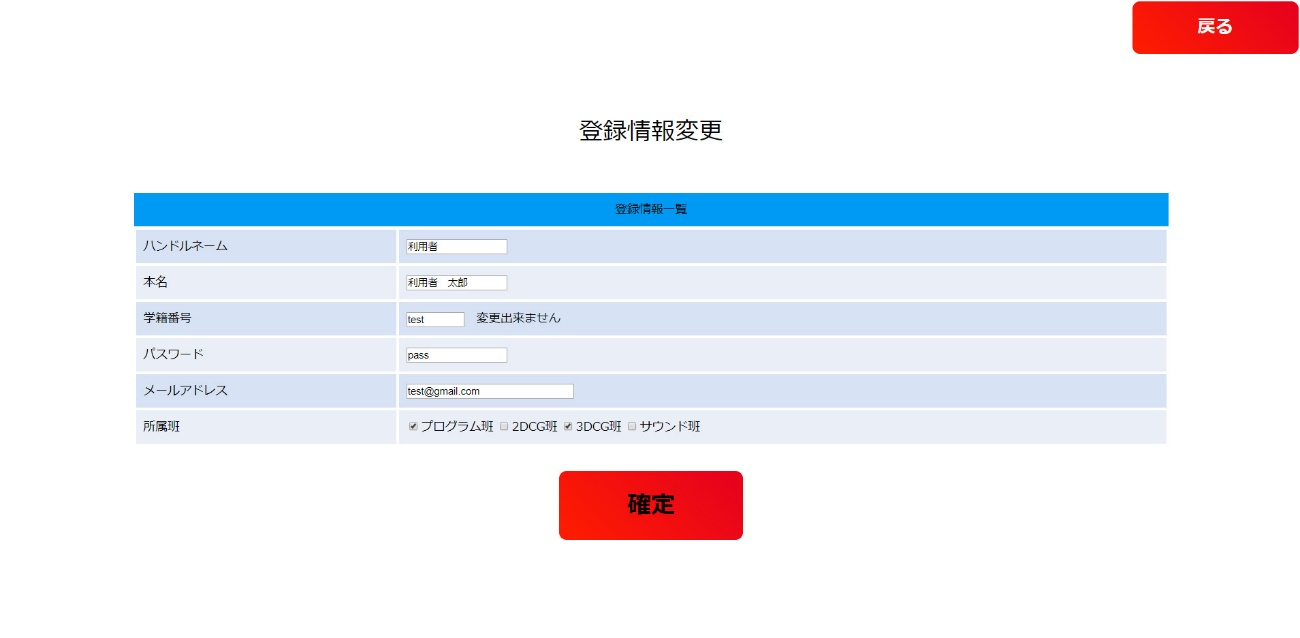 戻る
登録情報変更
登録情報一覧
ハンドルネーム 利用者
本名 利用者　太郎
学籍番号 test 変更出来ません
パスワード pass
メールアドレス test@gmail.com
所属班 プログラム班 2DCG班 3DCG班 サウンド班
確定